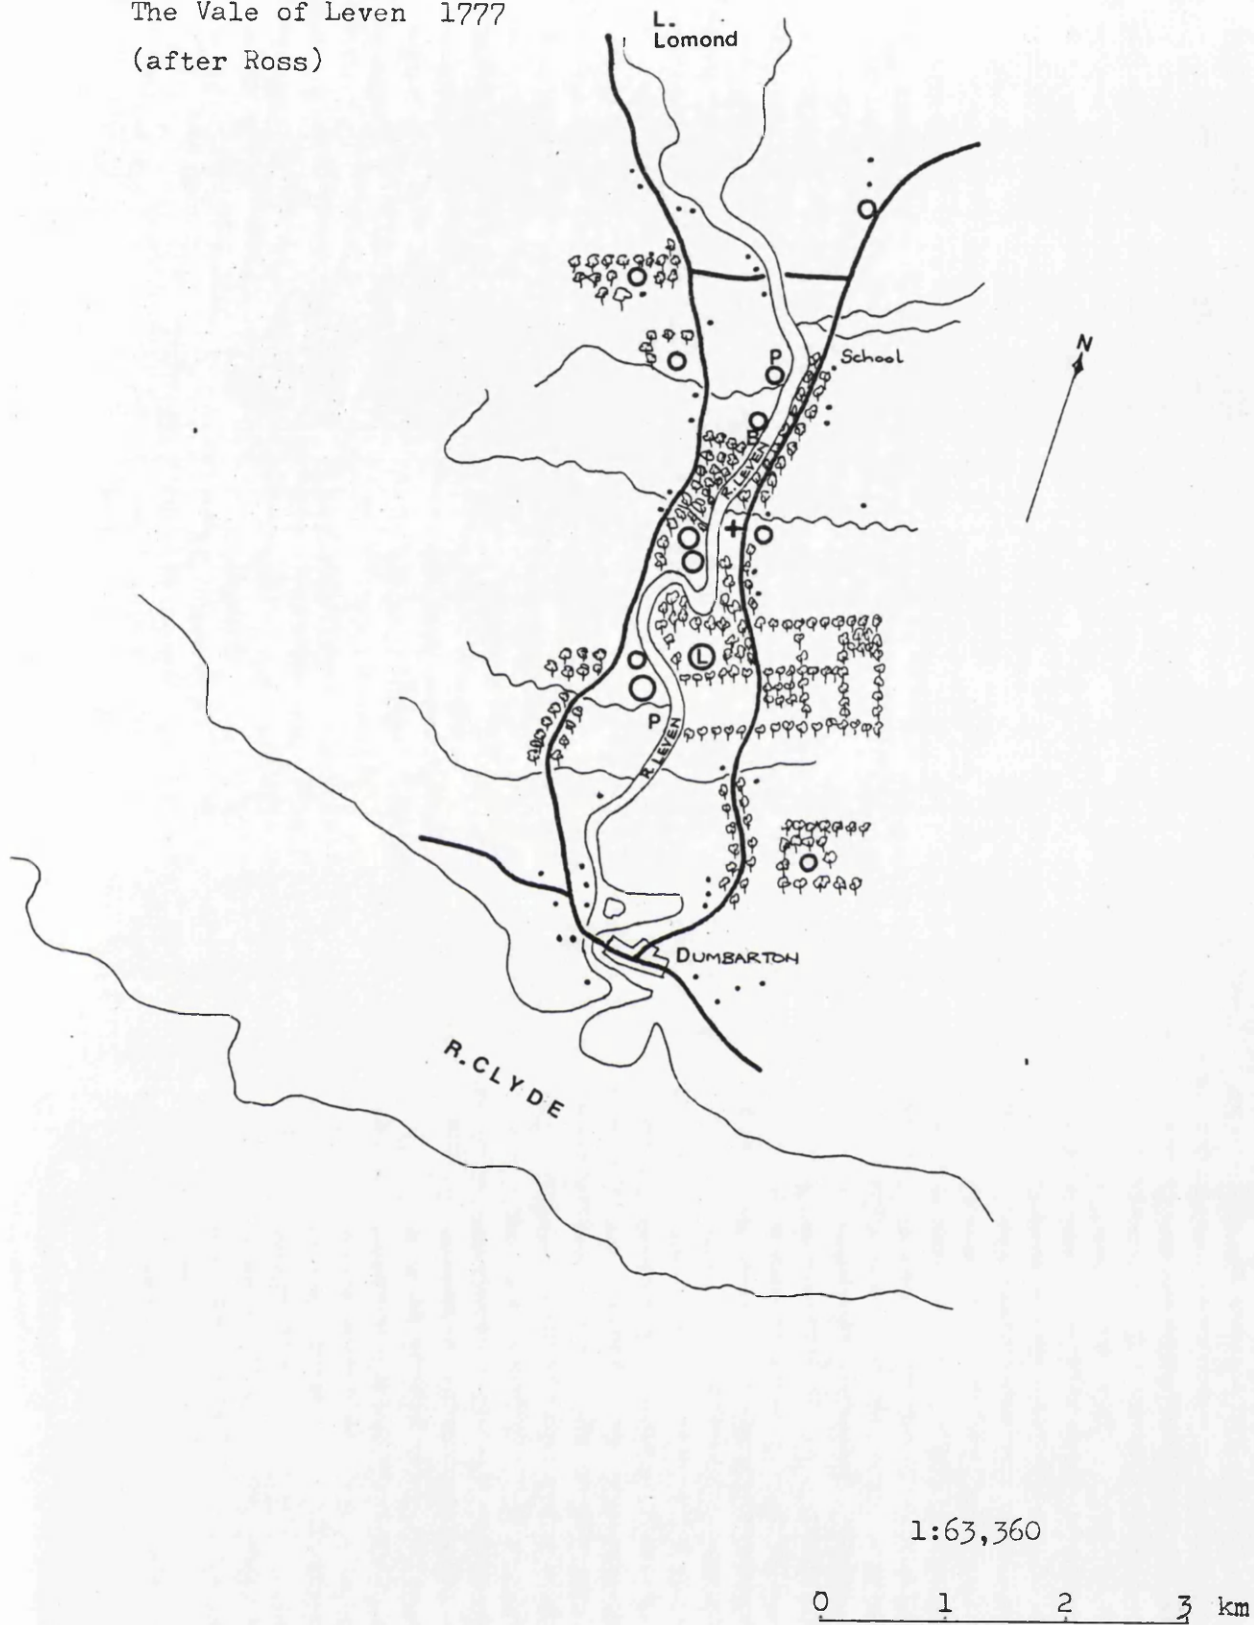 The Vale of Leven 1777
(after Ross)
L.
Lomond
School
N
P
B
R. LEVEN
L
P
R. LEVEN
DUMBARTON
R. CLYDE
1:63,360
0 1 2 3 km